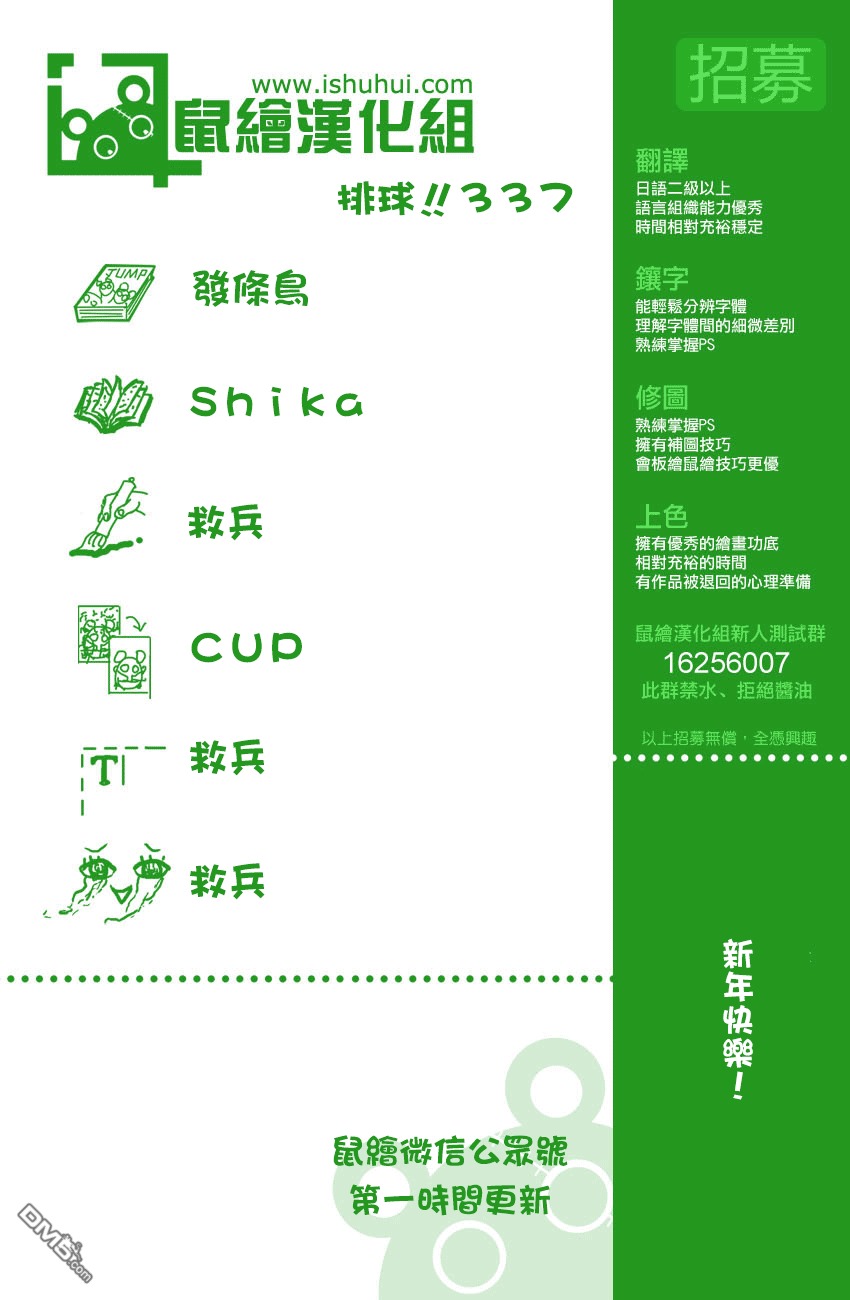 www.ishuhui.com
鼠繪漢化組
排球!!337
JUMP
發條鳥
Shika
救兵
cup
T
救兵
救兵
鼠繪微信公眾號
第一時間更新
DM5.com
招募
翻譯
日語二級以上
語言組織能力優秀
時間相對充裕穩定
鑲字
能輕鬆分辨字體
理解字體間的細微差別
熟練掌握PS
修圖
熟練掌握PS
擁有補圖技巧
會板繪鼠繪技巧更優
上色
擁有優秀的繪畫功底
相對充裕的時間
有作品被退回的心理準備
鼠繪漢化組新人測試群
16256007
此群禁水、拒絕醬油
以上招募無償，全憑興趣
新年快樂！